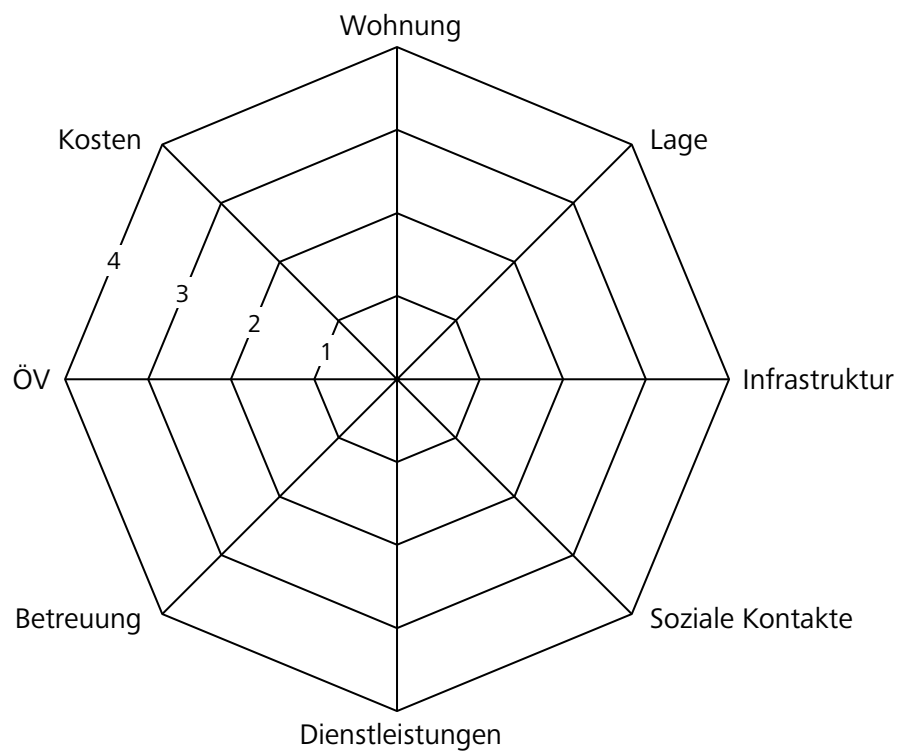 Wohnung
Kosten
Lage
4
3
2
1
ÖV
Infrastruktur
Betreuung
Soziale Kontakte
Dienstleistungen